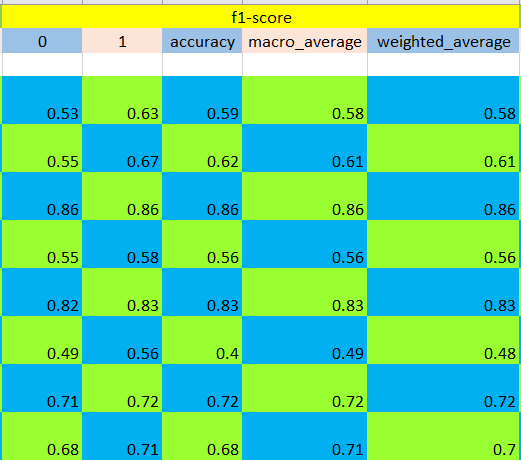 f1-score
0 1 accuracy macro_average weighted_average
0.53 0.63 0.59 0.58 0.58
0.55 0.67 0.62 0.61 0.61
0.86 0.86 0.86 0.86 0.86
0.55 0.58 0.56 0.56 0.56
0.82 0.83 0.83 0.83 0.83
0.49 0.56 0.4 0.49 0.48
0.71 0.72 0.72 0.72 0.72
0.68 0.71 0.68 0.71 0.7